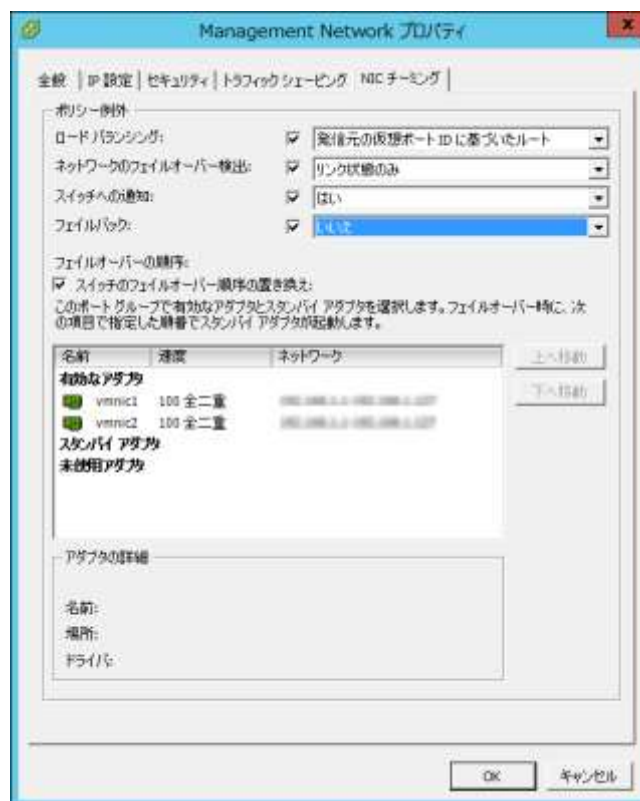 Management Network プロパティ
全般 IP 設定 セキュリティ トラフィック シェーピング NIC チーミング
ポリシー例外
ロード バランシング: 発信元の仮想ポート ID に基づいたルート
ネットワークのフェイルオーバー検出: リンク状態のみ
スイッチへの通知: はい
フェイルバック: いいえ
フェイルオーバーの順序:
スイッチのフェイルオーバー順序の置き換え:
このポート グループで有効なアダプタとスタンバイ アダプタを選択します。フェイルオーバー時に、次
の項目で指定した順番でスタンバイ アダプタが起動します。
名前 速度 ネットワーク 上へ移動
有効なアダプタ 下へ移動
vmnic1 100 全二重
vmnic2 100 全二重
スタンバイ アダプタ
未使用アダプタ
アダプタの詳細
名前:
場所:
ドライバ:
OK キャンセル